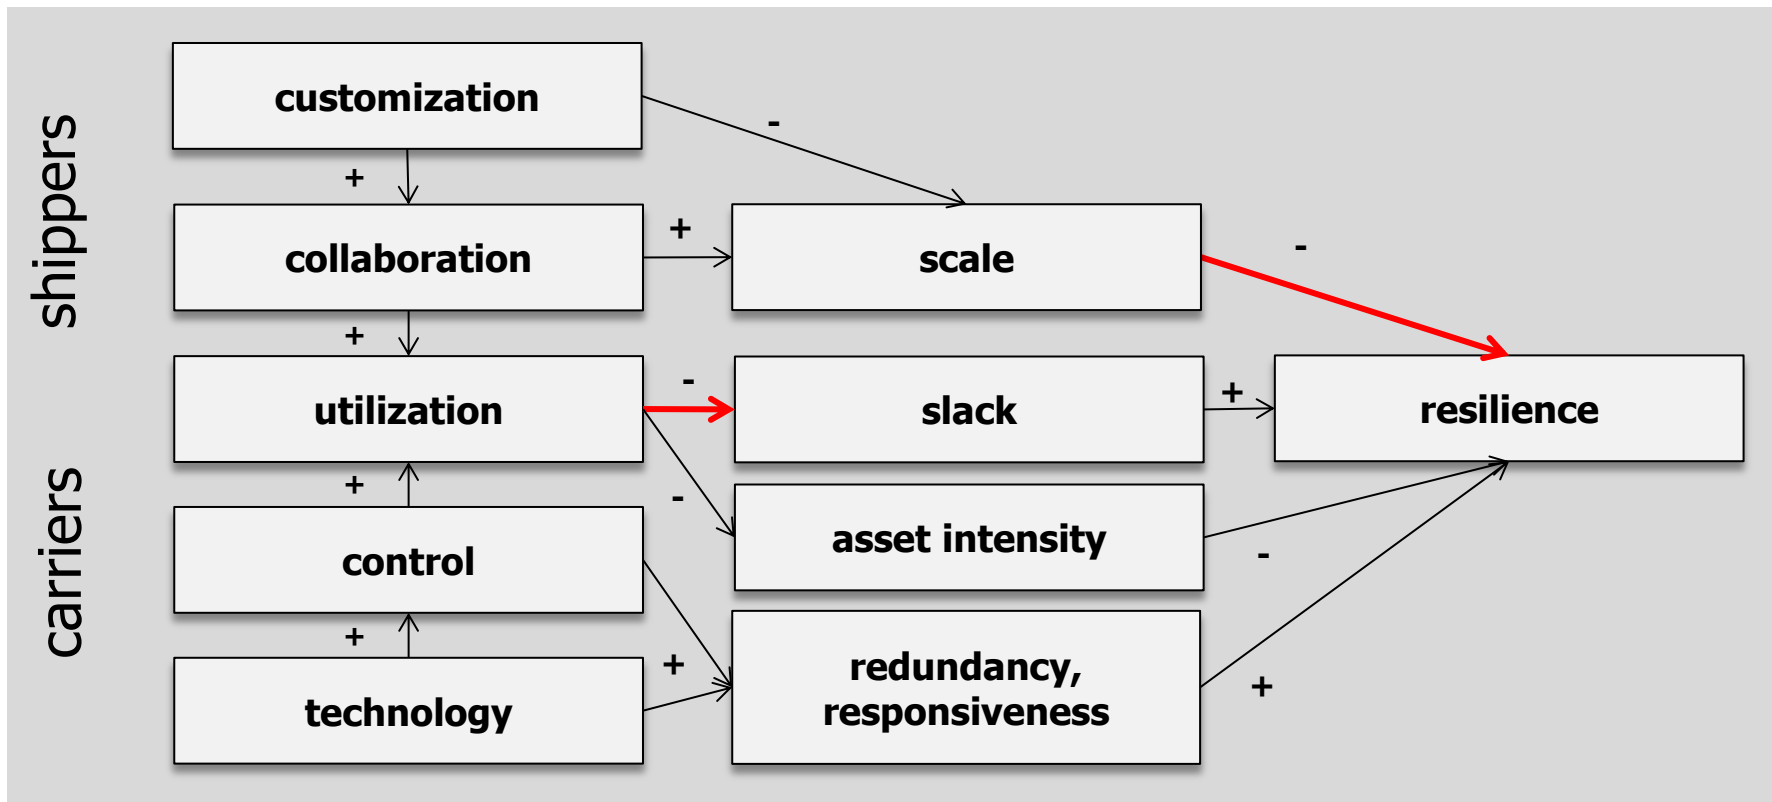 shippers
carriers
customization
-
+
collaboration
+
scale
-
+
utilization
-
slack
+
resilience
+
-
control
asset intensity
-
+
technology
+
redundancy,
responsiveness
+